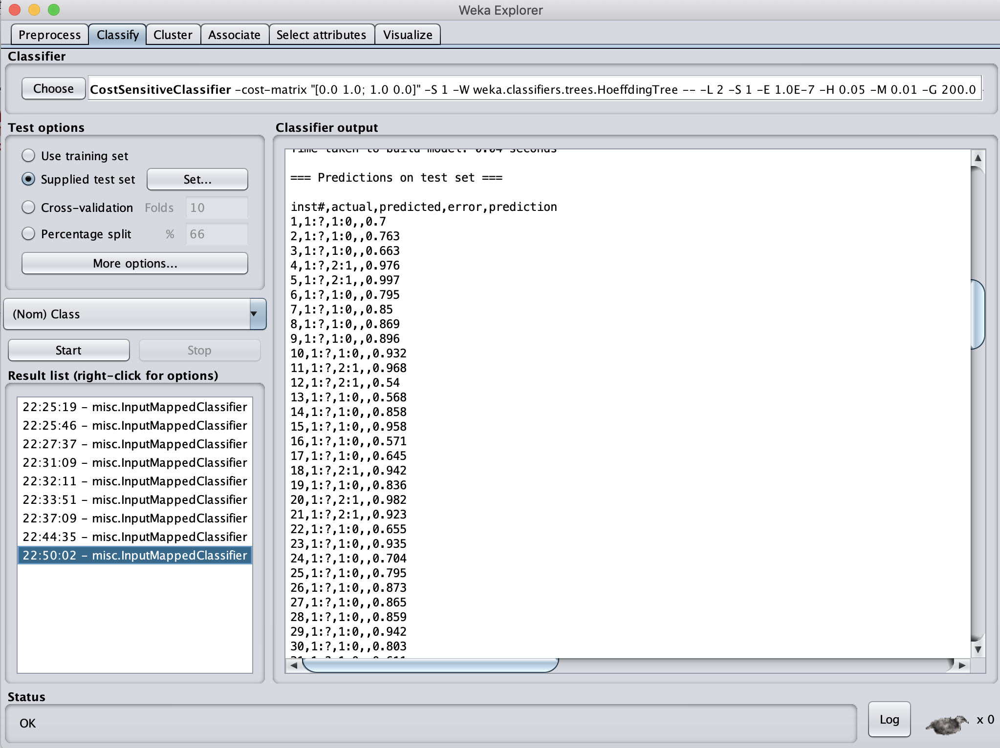 Weka Explorer
Preprocess Classify Cluster Associate Select attributes Visualize
Classifier
Choose CostSensitiveClassifier -cost-matrix "[0.0 1.0; 1.0 0.0]" -S 1 -W weka.classifiers.trees.HoeffdingTree -- -L 2 -S 1 -E 1.0E-7 -H 0.05 -M 0.01 -G 200.0
Test options
Use training set
Supplied test set Set...
Cross-validation Folds 10
Percentage split % 66
More options...
(Nom) Class
Start Stop
Result list (right-click for options)
22:25:19 - misc.InputMappedClassifier
22:25:46 - misc.InputMappedClassifier
22:27:37 - misc.InputMappedClassifier
22:31:09 - misc.InputMappedClassifier
22:32:11 - misc.InputMappedClassifier
22:33:51 - misc.InputMappedClassifier
22:37:09 - misc.InputMappedClassifier
22:44:35 - misc.InputMappedClassifier
22:50:02 - misc.InputMappedClassifier
Classifier output
Time taken to build model: 0.04 seconds
=== Predictions on test set ===
inst#,actual,predicted,error,prediction
1,1:?,1:0,,0.7
2,1:?,1:0,,0.763
3,1:?,1:0,,0.663
4,1:?,2:1,,0.976
5,1:?,2:1,,0.997
6,1:?,1:0,,0.795
7,1:?,1:0,,0.85
8,1:?,1:0,,0.869
9,1:?,1:0,,0.896
10,1:?,1:0,,0.932
11,1:?,2:1,,0.968
12,1:?,2:1,,0.54
13,1:?,1:0,,0.568
14,1:?,1:0,,0.858
15,1:?,1:0,,0.958
16,1:?,1:0,,0.571
17,1:?,1:0,,0.645
18,1:?,2:1,,0.942
19,1:?,1:0,,0.836
20,1:?,2:1,,0.982
21,1:?,2:1,,0.923
22,1:?,1:0,,0.655
23,1:?,1:0,,0.935
24,1:?,1:0,,0.704
25,1:?,1:0,,0.795
26,1:?,1:0,,0.873
27,1:?,1:0,,0.865
28,1:?,1:0,,0.859
29,1:?,1:0,,0.942
30,1:?,1:0,,0.803
31,1:?,1:0,,0.611
Status
OK
Log x 0